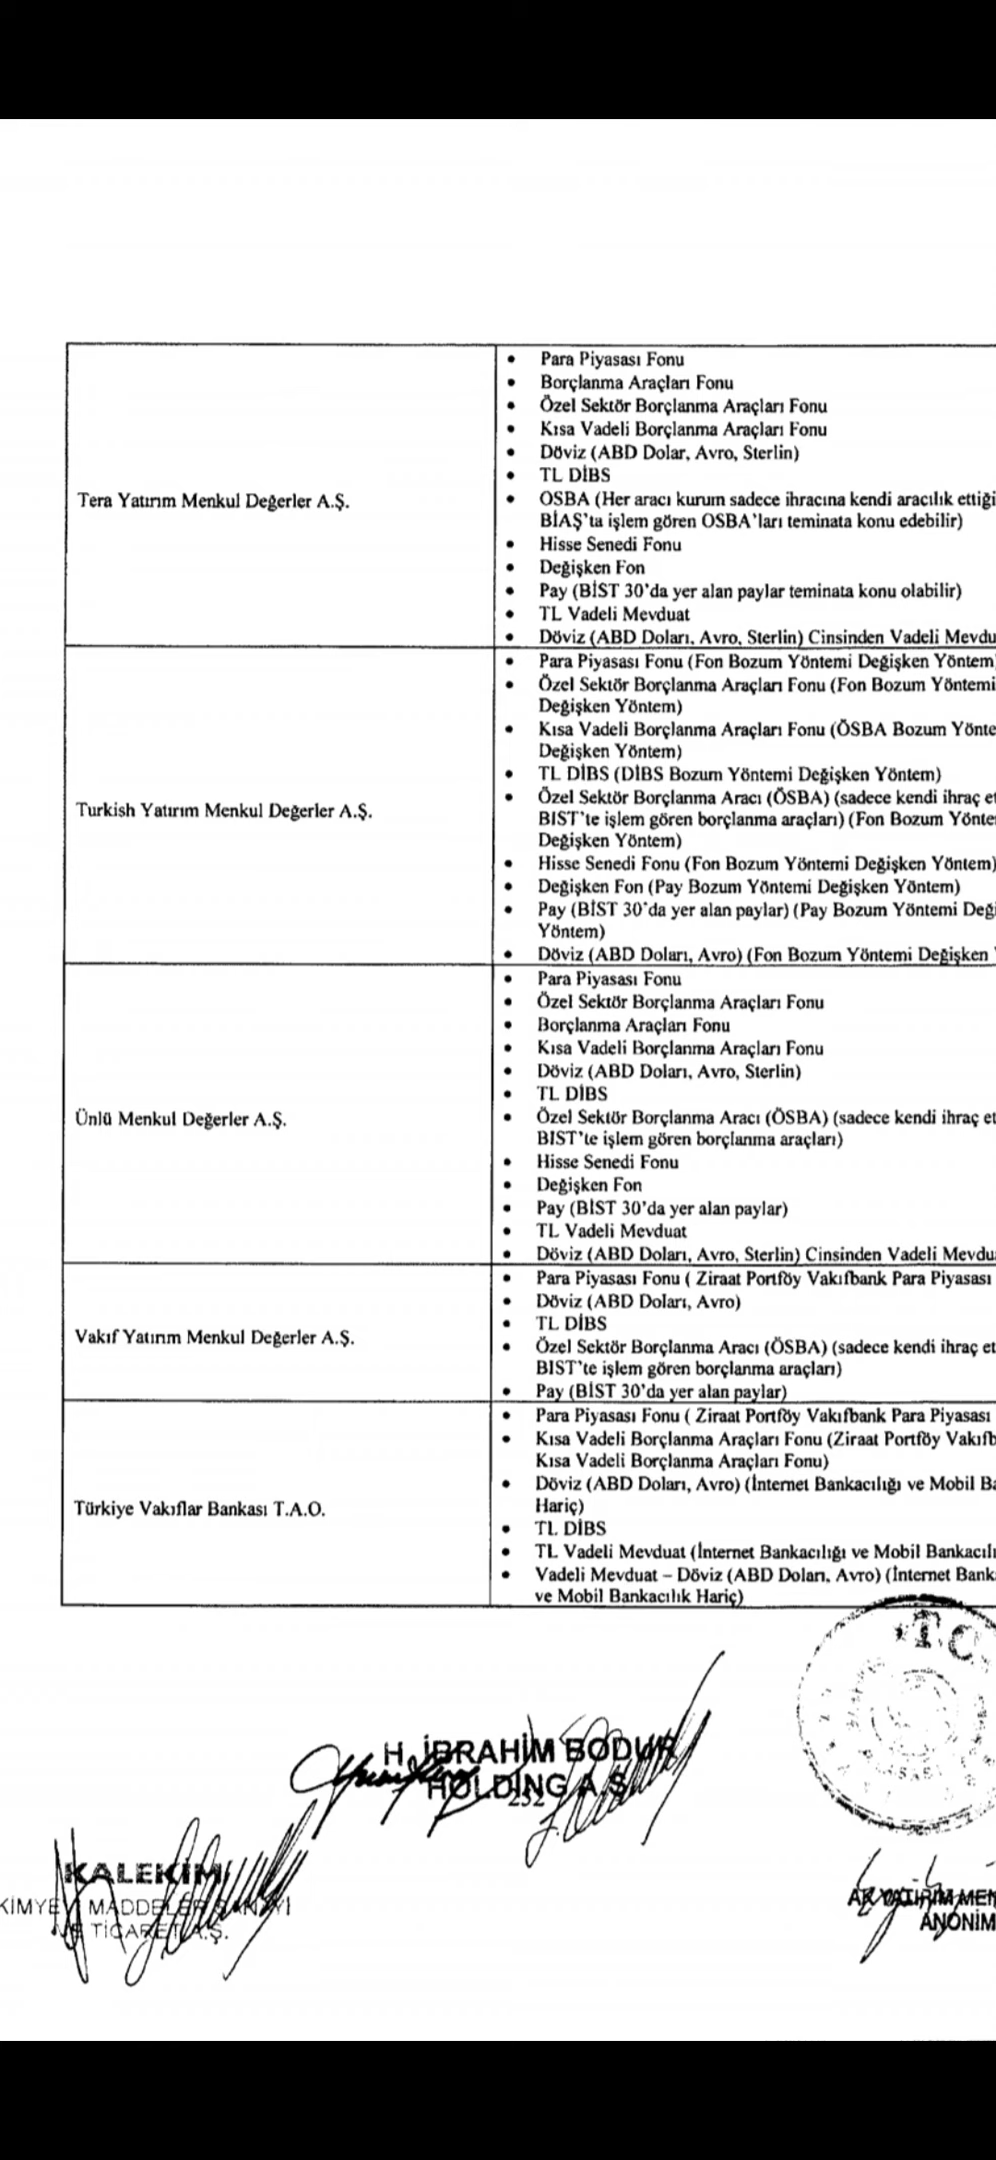 Tera Yatırım Menkul Değerler A.Ş.
• Para Piyasası Fonu
• Borçlanma Araçları Fonu
• Özel Sektör Borçlanma Araçları Fonu
• Kısa Vadeli Borçlanma Araçları Fonu
• Döviz (ABD Dolar, Avro, Sterlin)
• TL DİBS
• OSBA (Her aracı kurum sadece ihracına kendi aracılık ettiği
BİAŞ'ta işlem gören OSBA'ları teminata konu edebilir)
• Hisse Senedi Fonu
• Değişken Fon
• Pay (BİST 30'da yer alan paylar teminata konu olabilir)
• TL Vadeli Mevduat
• Döviz (ABD Doları, Avro, Sterlin) Cinsinden Vadeli Mevdu
Turkish Yatırım Menkul Değerler A.Ş.
• Para Piyasası Fonu (Fon Bozum Yöntemi Değişken Yöntem
• Özel Sektör Borçlanma Araçları Fonu (Fon Bozum Yöntemi
Değişken Yöntem)
• Kısa Vadeli Borçlanma Araçları Fonu (ÖSBA Bozum Yönte
Değişken Yöntem)
• TL DİBS (DİBS Bozum Yöntemi Değişken Yöntem)
• Özel Sektör Borçlanma Aracı (ÖSBA) (sadece kendi ihraç et
BIST'te işlem gören borçlanma araçları) (Fon Bozum Yönte
Değişken Yöntem)
• Hisse Senedi Fonu (Fon Bozum Yöntemi Değişken Yöntem)
• Değişken Fon (Pay Bozum Yöntemi Değişken Yöntem)
• Pay (BİST 30'da yer alan paylar) (Pay Bozum Yöntemi Deği
Yöntem)
• Döviz (ABD Doları, Avro) (Fon Bozum Yöntemi Değişken
Ünlü Menkul Değerler A.Ş.
• Para Piyasası Fonu
• Özel Sektör Borçlanma Araçları Fonu
• Borçlanma Araçları Fonu
• Kısa Vadeli Borçlanma Araçları Fonu
• Döviz (ABD Doları, Avro, Sterlin)
• TL DİBS
• Özel Sektör Borçlanma Aracı (ÖSBA) (sadece kendi ihraç et
BIST'te işlem gören borçlanma araçları)
• Hisse Senedi Fonu
• Değişken Fon
• Pay (BİST 30'da yer alan paylar)
• TL Vadeli Mevduat
• Döviz (ABD Doları, Avro, Sterlin) Cinsinden Vadeli Mevdu
Vakıf Yatırım Menkul Değerler A.Ş.
• Para Piyasası Fonu ( Ziraat Portföy Vakıfbank Para Piyasası
• Döviz (ABD Doları, Avro)
• TL DİBS
• Özel Sektör Borçlanma Aracı (ÖSBA) (sadece kendi ihraç et
BIST'te işlem gören borçlanma araçları)
• Pay (BİST 30'da yer alan paylar)
Türkiye Vakıflar Bankası T.A.O.
• Para Piyasası Fonu ( Ziraat Portföy Vakıfbank Para Piyasası
• Kısa Vadeli Borçlanma Araçları Fonu (Ziraat Portföy Vakıfb
Kısa Vadeli Borçlanma Araçları Fonu)
• Döviz (ABD Doları, Avro) (İnternet Bankacılığı ve Mobil Ba
Hariç)
• TL DİBS
• TL Vadeli Mevduat (İnternet Bankacılığı ve Mobil Bankacılı
• Vadeli Mevduat – Döviz (ABD Doları, Avro) (İnternet Bank
ve Mobil Bankacılık Hariç)
T.C.
H. İBRAHİM BODUR
HOLDİNG A.Ş.
252
KALEKİM
KİMYEVİ MADDELER SANAYİ
VE TİCARET A.Ş.
AK YATIRIM MEN
ANONİM